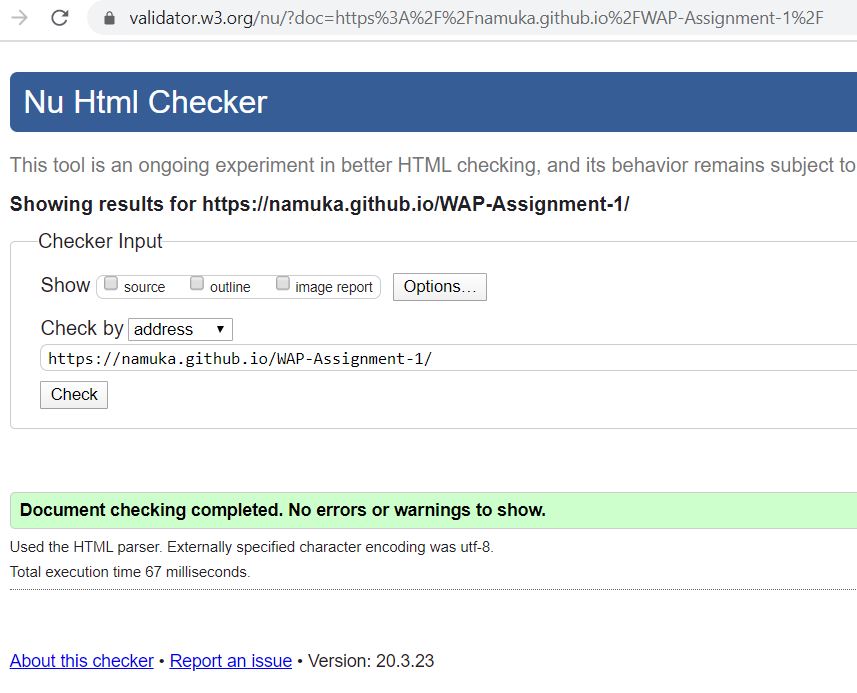 validator.w3.org/nu/?doc=https%3A%2F%2Fnamuka.github.io%2FWAP-Assignment-1%2F
Nu Html Checker
This tool is an ongoing experiment in better HTML checking, and its behavior remains subject to
Showing results for https://namuka.github.io/WAP-Assignment-1/
Checker Input
Show source outline image report Options...
Check by address
https://namuka.github.io/WAP-Assignment-1/
Check
Document checking completed. No errors or warnings to show.
Used the HTML parser. Externally specified character encoding was utf-8.
Total execution time 67 milliseconds.
About this checker • Report an issue • Version: 20.3.23